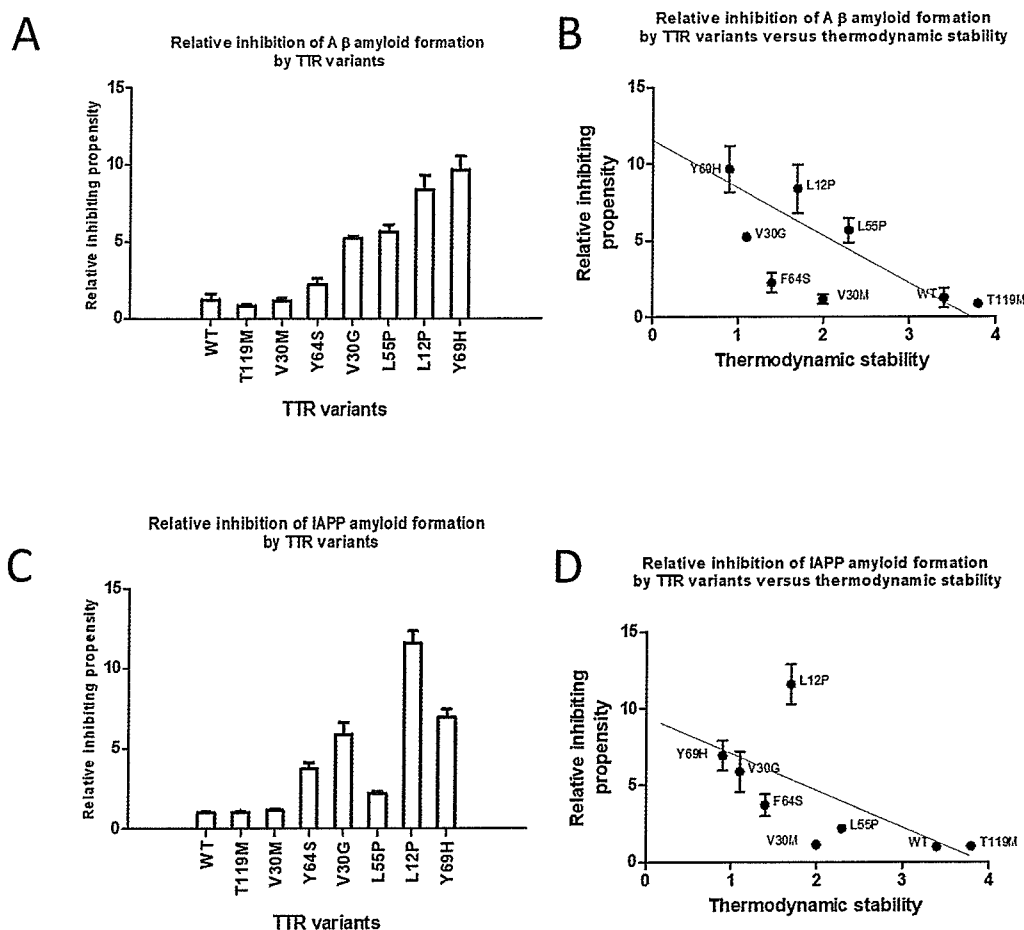 A
Relative inhibition of A β amyloid formation
by TTR variants
Relative inhibiting propensity
15
10
5
0
WT
T119M
V30M
Y64S
V30G
L55P
L12P
Y69H
TTR variants
B
Relative inhibition of A β amyloid formation
by TTR variants versus thermodynamic stability
Relative inhibiting
propensity
15
10
5
0
Y69H
L12P
V30G
L55P
F64S
V30M
WT
T119M
0 1 2 3 4
Thermodynamic stability
C
Relative inhibition of IAPP amyloid formation
by TTR variants
Relative inhibiting propensity
15
10
5
0
WT
T119M
V30M
Y64S
V30G
L55P
L12P
Y69H
TTR variants
D
Relative inhibition of IAPP amyloid formation
by TTR variants versus thermodynamic stability
Relative inhibiting
propensity
15
10
5
0
L12P
Y69H
V30G
F64S
V30M
L55P
WT
T119M
0 1 2 3 4
Thermodynamic stability